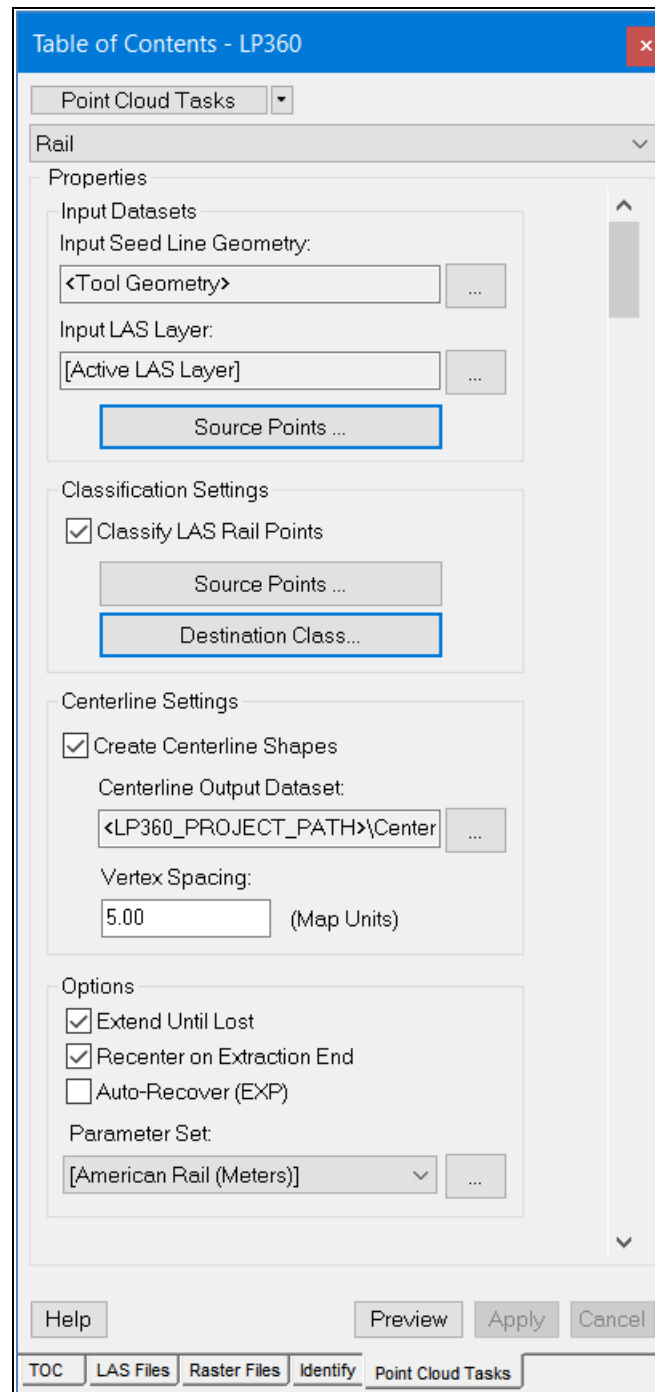 Table of Contents - LP360
x
Point Cloud Tasks
Rail
Properties
Input Datasets
Input Seed Line Geometry:
<Tool Geometry>
...
Input LAS Layer:
[Active LAS Layer]
...
Source Points ...
Classification Settings
Classify LAS Rail Points
Source Points ...
Destination Class...
Centerline Settings
Create Centerline Shapes
Centerline Output Dataset:
<LP360_PROJECT_PATH>\Center
...
Vertex Spacing:
5.00 (Map Units)
Options
Extend Until Lost
Recenter on Extraction End
Auto-Recover (EXP)
Parameter Set:
[American Rail (Meters)]
...
Help Preview Apply Cancel
TOC LAS Files Raster Files Identify Point Cloud Tasks